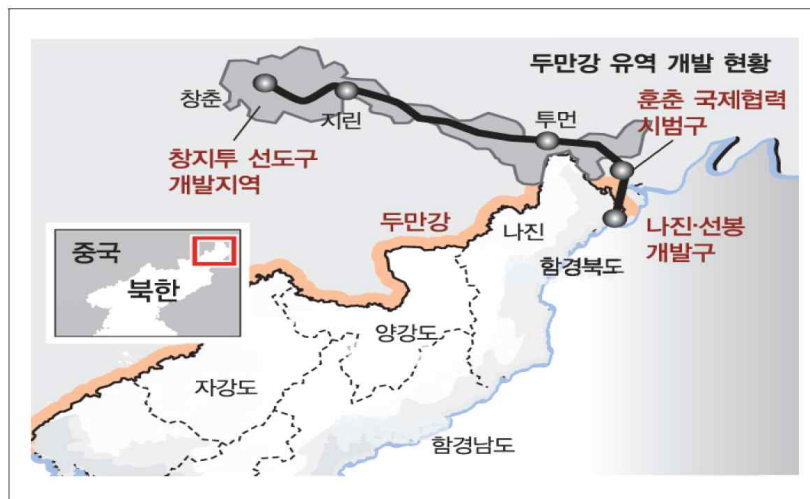 두만강 유역 개발 현황
훈춘 국제협력
시범구
창춘
지린
투먼
창지투 선도구
개발지역
두만강
나진
나진·선봉
개발구
함경북도
중국
북한
양강도
자강도
함경남도